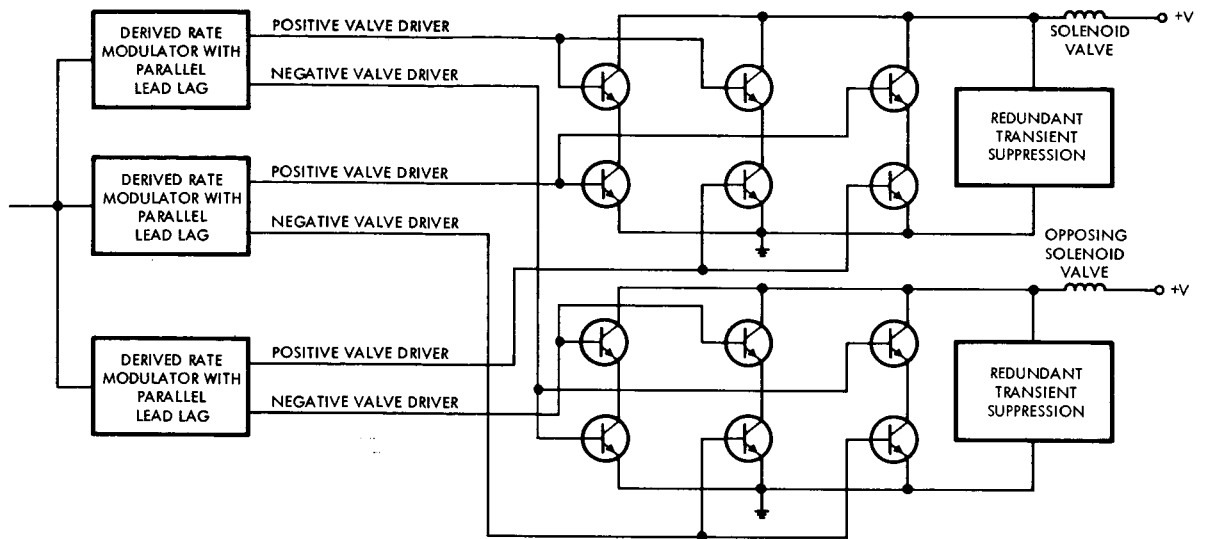 DERIVED RATE
MODULATOR WITH
PARALLEL
LEAD LAG
POSITIVE VALVE DRIVER
NEGATIVE VALVE DRIVER
SOLENOID
VALVE
+V
REDUNDANT
TRANSIENT
SUPPRESSION
DERIVED RATE
MODULATOR WITH
PARALLEL
LEAD LAG
POSITIVE VALVE DRIVER
NEGATIVE VALVE DRIVER
OPPOSING
SOLENOID
VALVE
+V
DERIVED RATE
MODULATOR WITH
PARALLEL
LEAD LAG
POSITIVE VALVE DRIVER
NEGATIVE VALVE DRIVER
REDUNDANT
TRANSIENT
SUPPRESSION